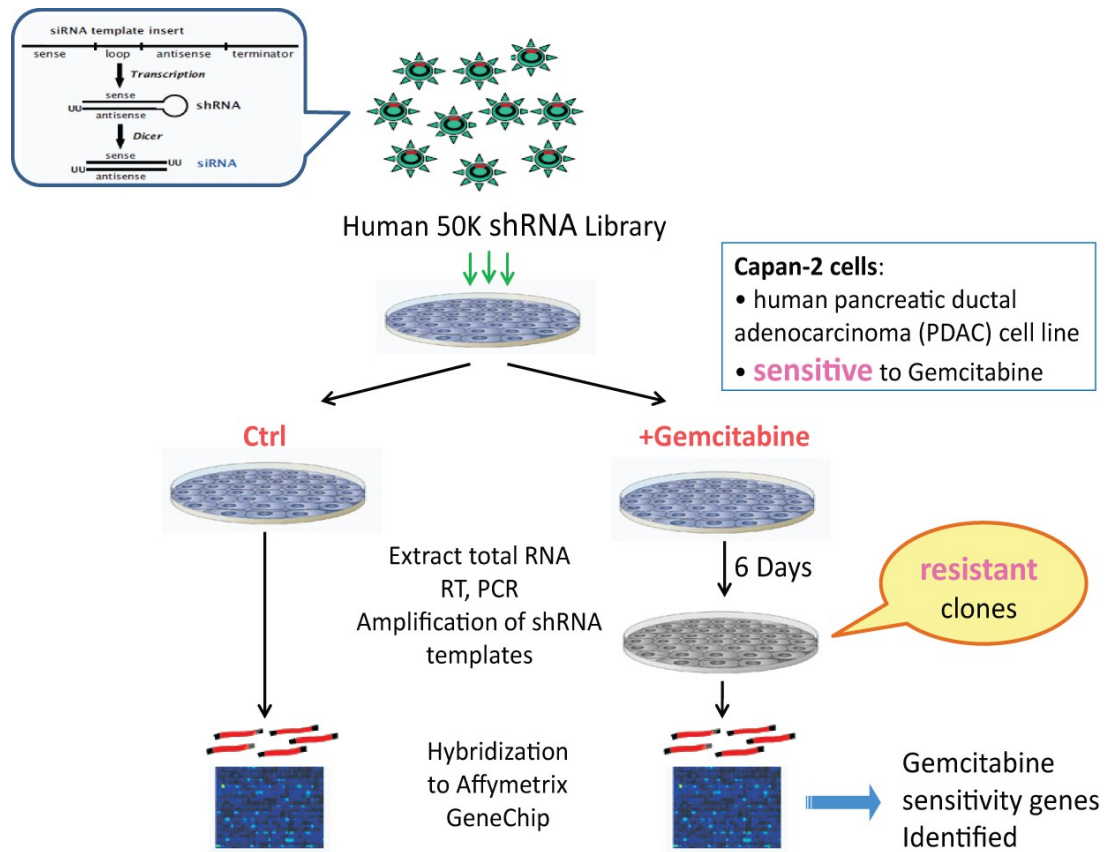 siRNA template insert
sense loop antisense terminator
Transcription
sense
UU shRNA
antisense
Dicer
sense
UU UU siRNA
antisense
Human 50K shRNA Library
Capan-2 cells:
• human pancreatic ductal
adenocarcinoma (PDAC) cell line
• sensitive to Gemcitabine
Ctrl
+Gemcitabine
Extract total RNA
RT, PCR
Amplification of shRNA
templates
6 Days
resistant
clones
Hybridization
to Affymetrix
GeneChip
Gemcitabine
sensitivity genes
Identified